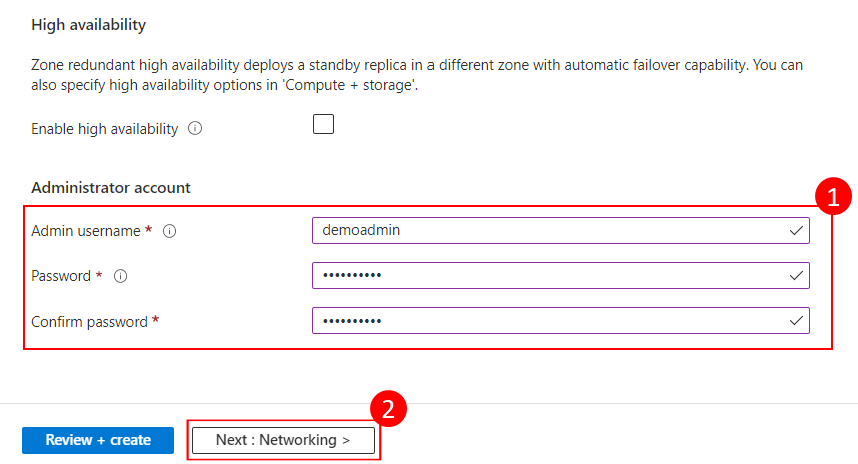 High availability
Zone redundant high availability deploys a standby replica in a different zone with automatic failover capability. You can
also specify high availability options in 'Compute + storage'.
Enable high availability
Administrator account
1
Admin username * demoadmin
Password * ••••••••••
Confirm password * ••••••••••
2
Review + create Next : Networking >